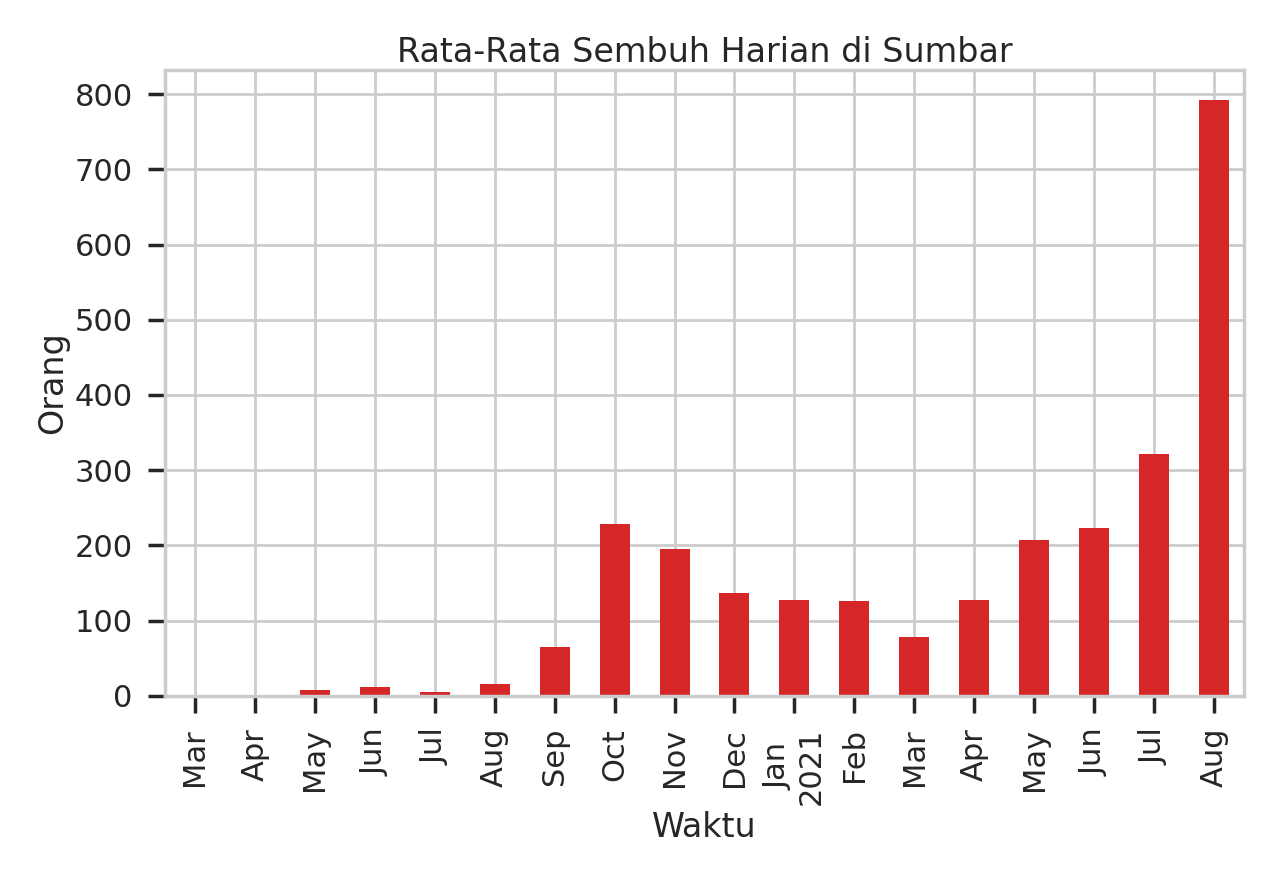 Rata-Rata Sembuh Harian di Sumbar
800
700
600
500
400
300
200
100
0
Orang
Mar
Apr
May
Jun
Jul
Aug
Sep
Oct
Nov
Dec
Jan
2021
Feb
Mar
Apr
May
Jun
Jul
Aug
Waktu